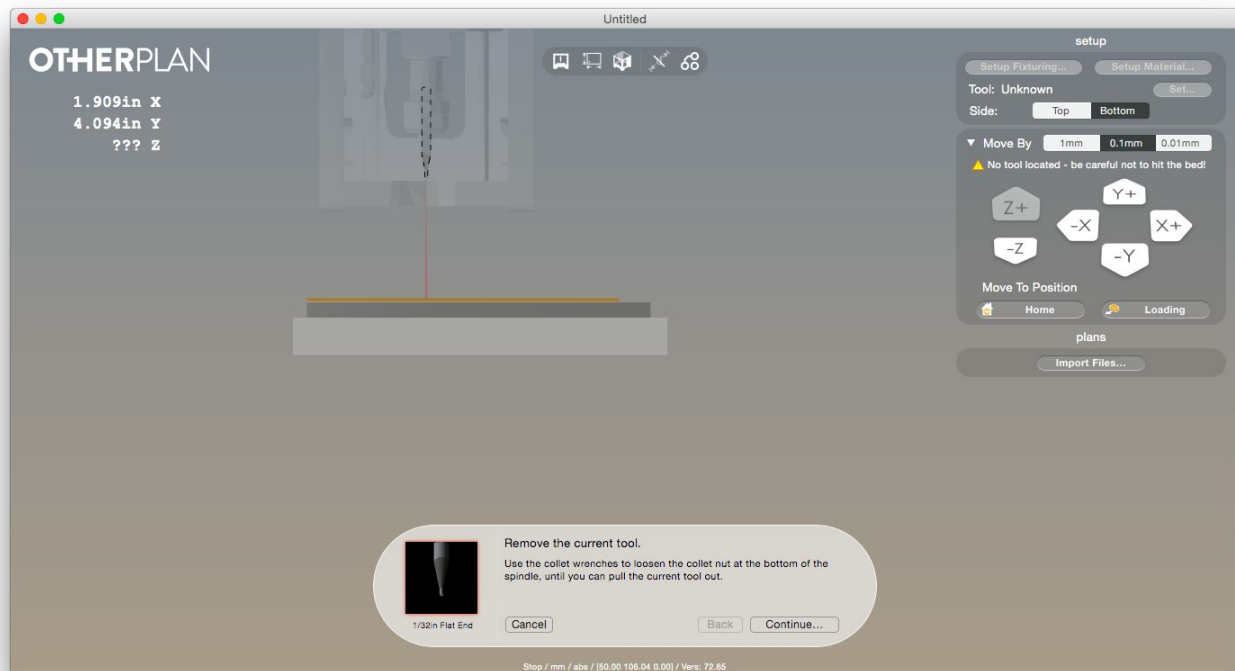 Untitled
OTHERPLAN
1.909in X
4.094in Y
??? Z
setup
Setup Fixturing... Setup Material...
Tool: Unknown Set...
Side: Top Bottom
Move By 1mm 0.1mm 0.01mm
No tool located - be careful not to hit the bed!
Z+ Y+
-X X+
-Z -Y
Move To Position
Home Loading
plans
Import Files...
Remove the current tool.
Use the collet wrenches to loosen the collet nut at the bottom of the
spindle, until you can pull the current tool out.
1/32in Flat End Cancel Back Continue...
Stop / mm / abs / [50.00 106.04 0.00] / Vers: 72.65